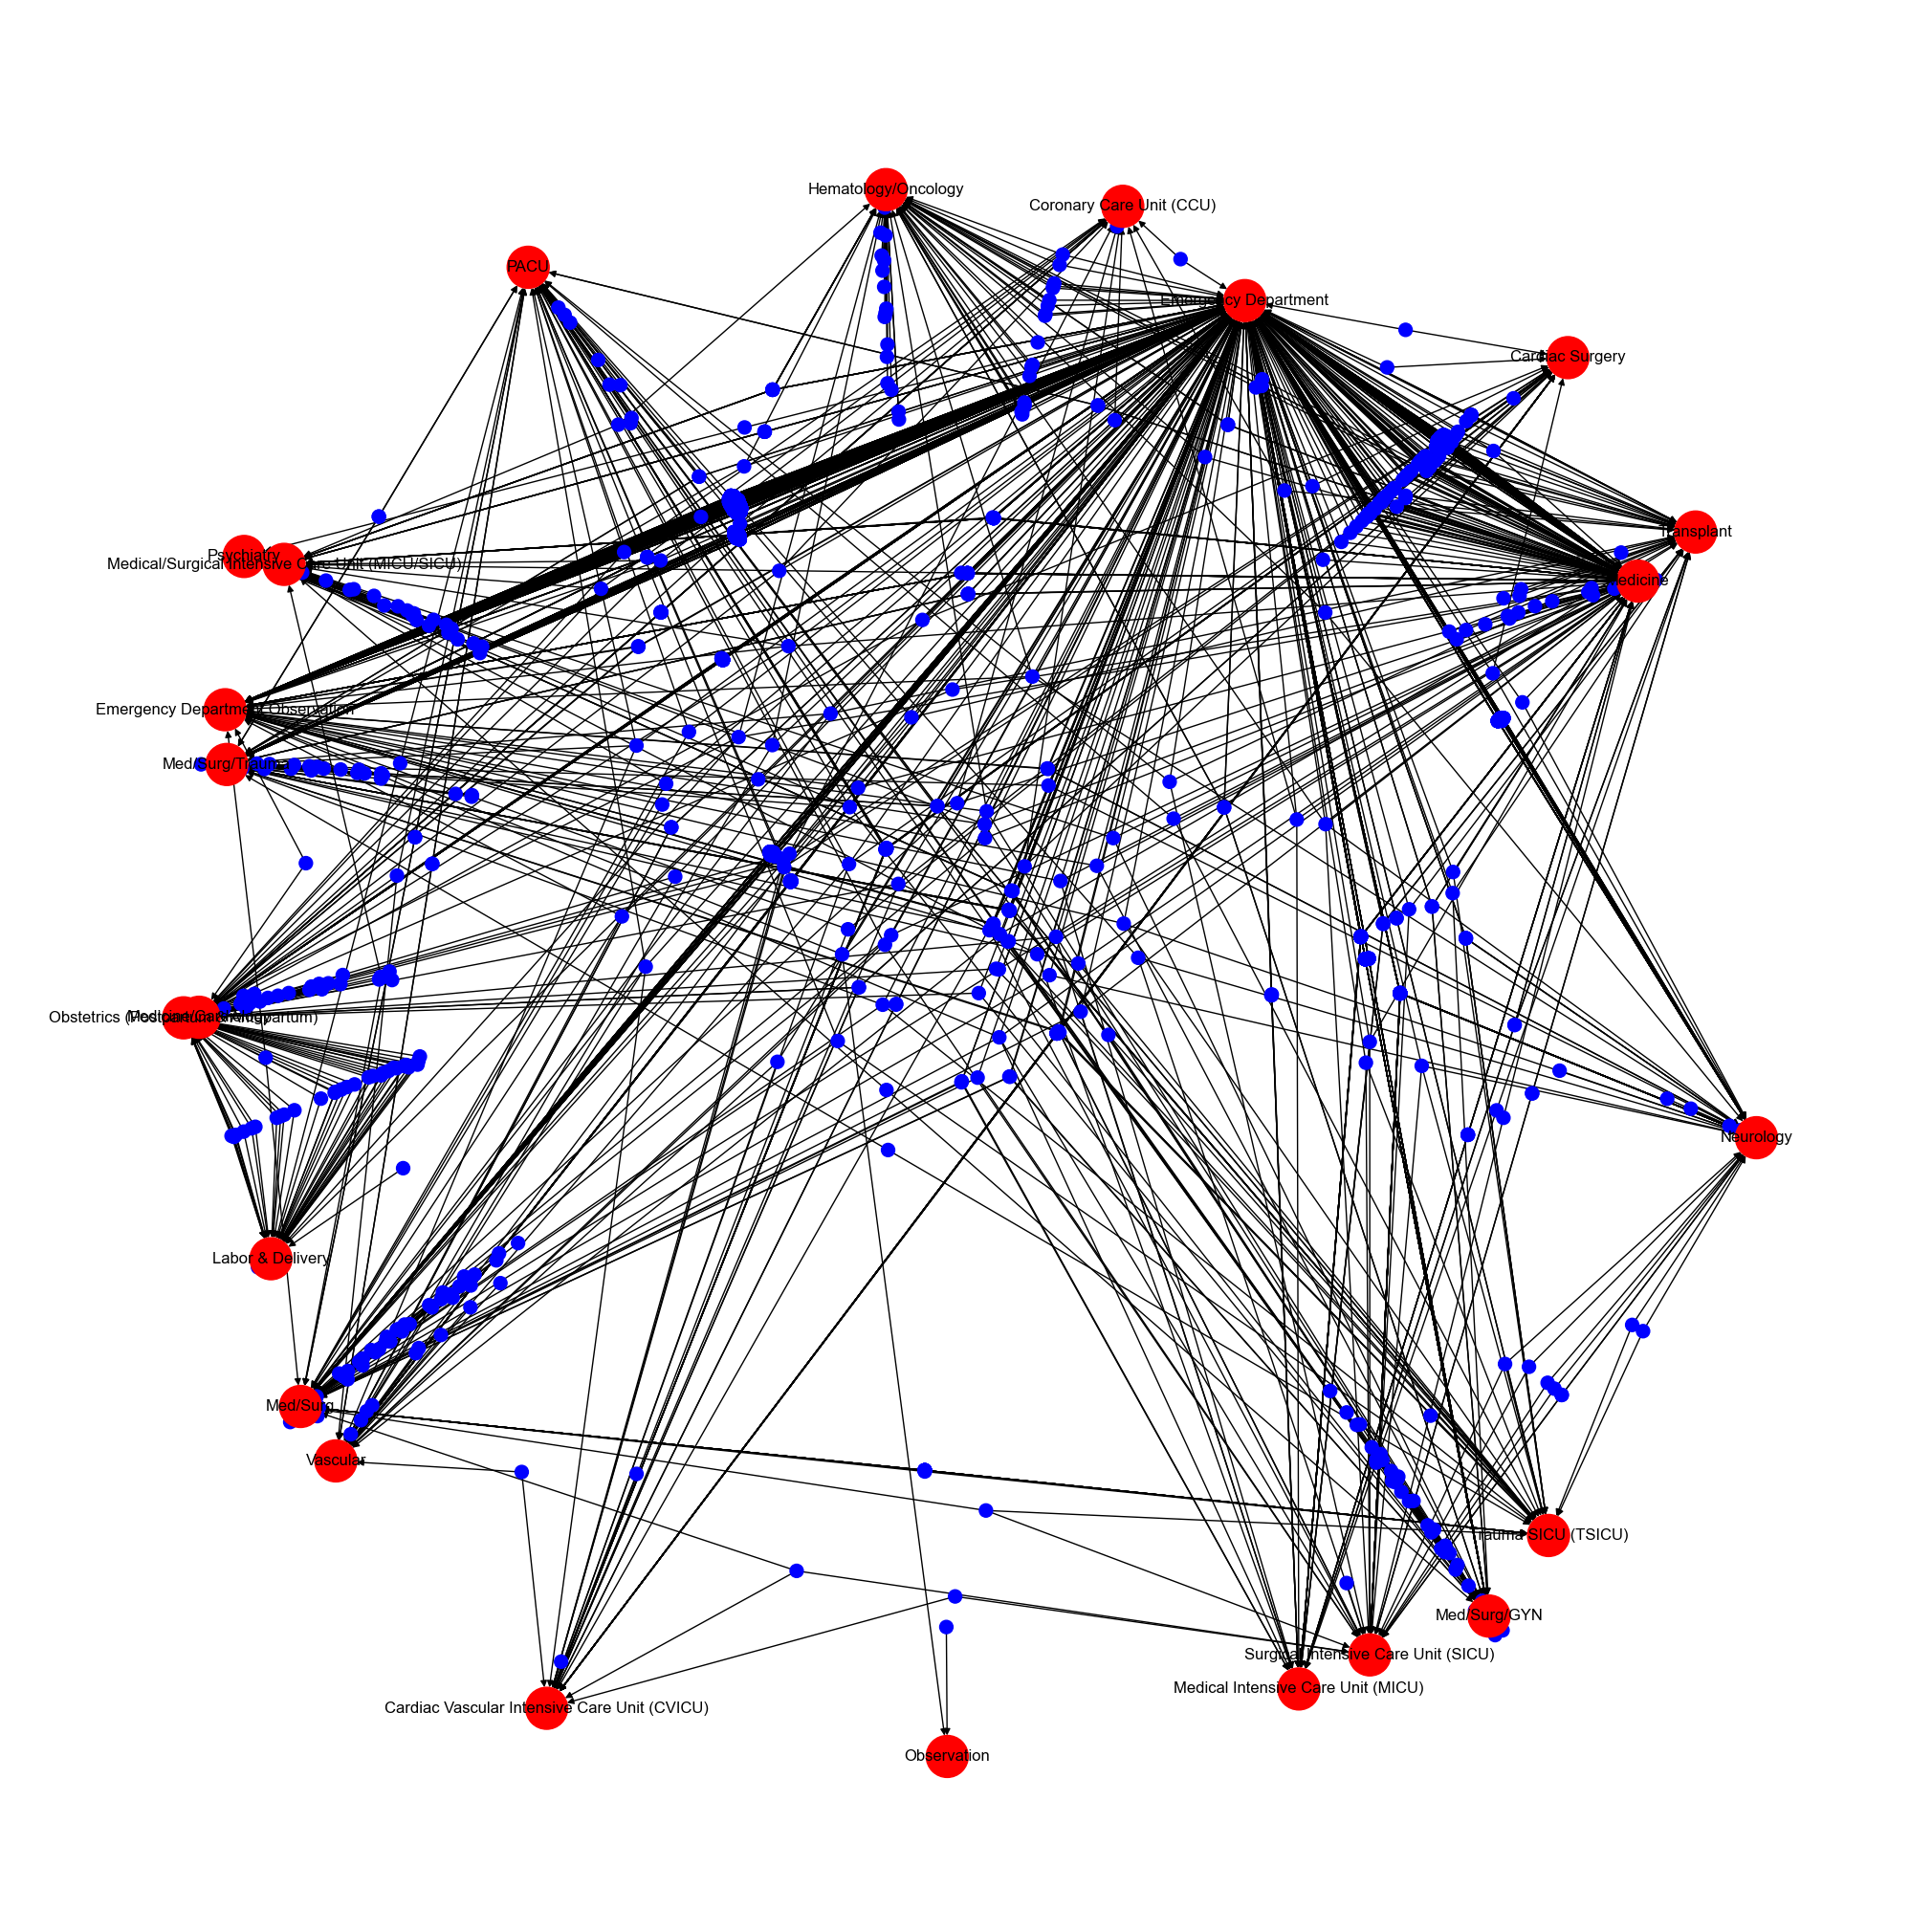 Hematology/Oncology
Coronary Care Unit (CCU)
PACU
Emergency Department
Cardiac Surgery
Transplant
Psychiatry
Medical/Surgical Intensive Care Unit (MICU/SICU)
Medicine
Emergency Department Observation
Med/Surg/Trauma
Obstetrics (Postpartum
Medicine/Cardiology
Neurology
Labor & Delivery
Med/Surg
Vascular
Trauma SICU (TSICU)
Med/Surg/GYN
Surgical Intensive Care Unit (SICU)
Medical Intensive Care Unit (MICU)
Cardiac Vascular Intensive Care Unit (CVICU)
Observation